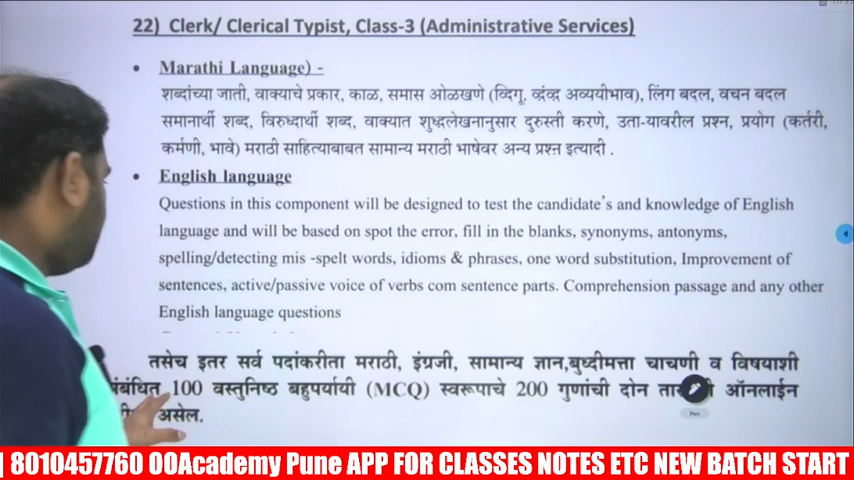 22) Clerk/ Clerical Typist, Class-3 (Administrative Services)
• Marathi Language) -
शब्दांच्या जाती, वाक्याचे प्रकार, काळ, समास ओळखणे (व्दिगू. व्दंव्द अव्ययीभाव), लिंग बदल, वचन बदल
समानार्थी शब्द, विरुध्दार्थी शब्द, वाक्यात शुध्दलेखनानुसार दुरुस्ती करणे, उता-यावरील प्रश्न, प्रयोग (कर्तरी,
कर्मणी, भावे) मराठी साहित्याबाबत सामान्य मराठी भाषेवर अन्य प्रश्न इत्यादी .
• English language
Questions in this component will be designed to test the candidate's and knowledge of English
language and will be based on spot the error, fill in the blanks, synonyms, antonyms,
spelling/detecting mis -spelt words, idioms & phrases, one word substitution, Improvement of
sentences, active/passive voice of verbs com sentence parts. Comprehension passage and any other
English language questions
तसेच इतर सर्व पदांकरीता मराठी, इंग्रजी, सामान्य ज्ञान,बुध्दीमत्ता चाचणी व विषयाशी
100 वस्तुनिष्ठ बहुपर्यायी (MCQ) स्वरूपाचे 200 गुणांची दोन ऑनलाईन
असेल.
Pen
8010457760 00Academy Pune APP FOR CLASSES NOTES ETC NEW BATCH START